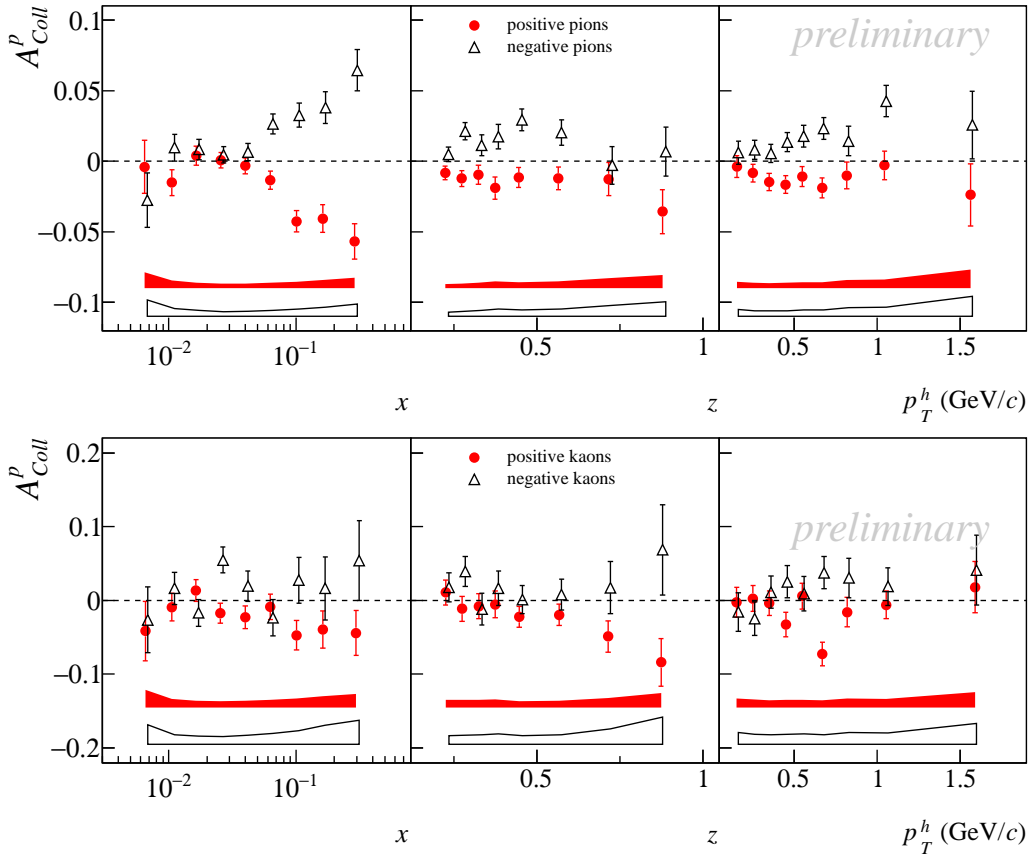 A^p_Coll
0.1
0.05
0
−0.05
−0.1
positive pions
negative pions
preliminary
10^−2 10^−1 0.5 1 0.5 1 1.5
x z p_T^h (GeV/c)
A^p_Coll
0.2
0.1
0
−0.1
−0.2
positive kaons
negative kaons
preliminary
10^−2 10^−1 0.5 1 0.5 1 1.5
x z p_T^h (GeV/c)